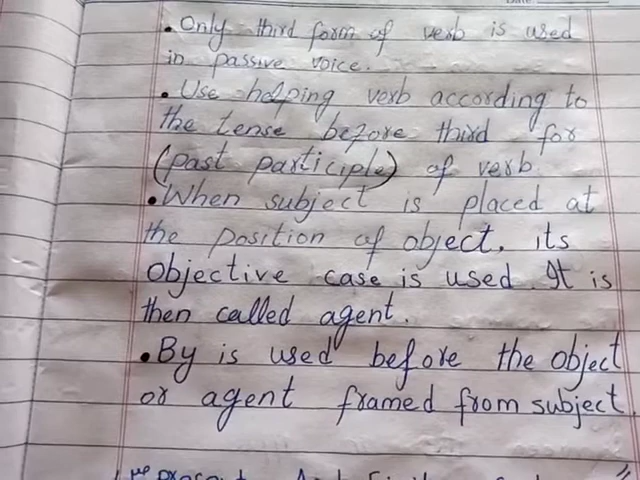 • Only third form of verb is used
in passive voice.
• Use helping verb according to
the tense before third for
(past participle) of verb
• When subject is placed at
the position of object, its
objective case is used. It is
then called agent.
• By is used before the object
or agent framed from subject